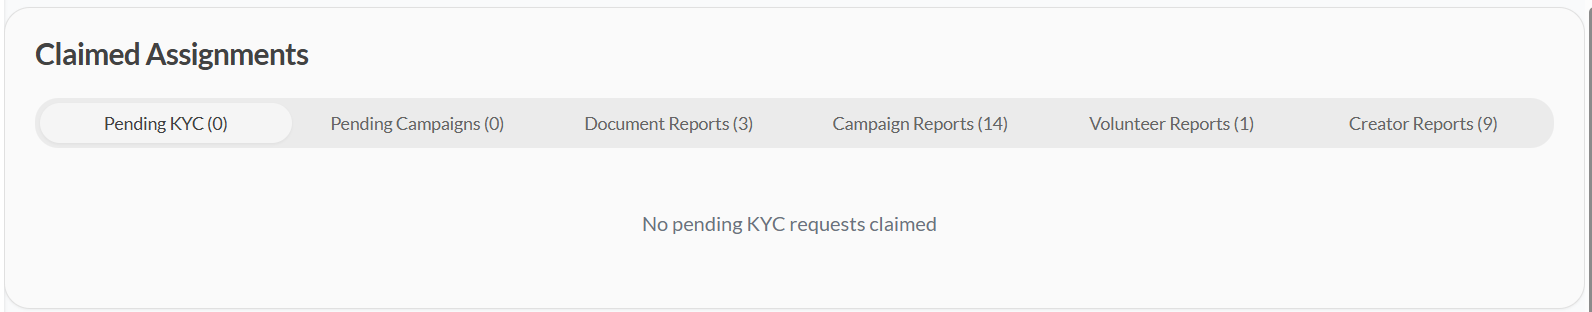 Claimed Assignments
Pending KYC (0) Pending Campaigns (0) Document Reports (3) Campaign Reports (14) Volunteer Reports (1) Creator Reports (9)
No pending KYC requests claimed